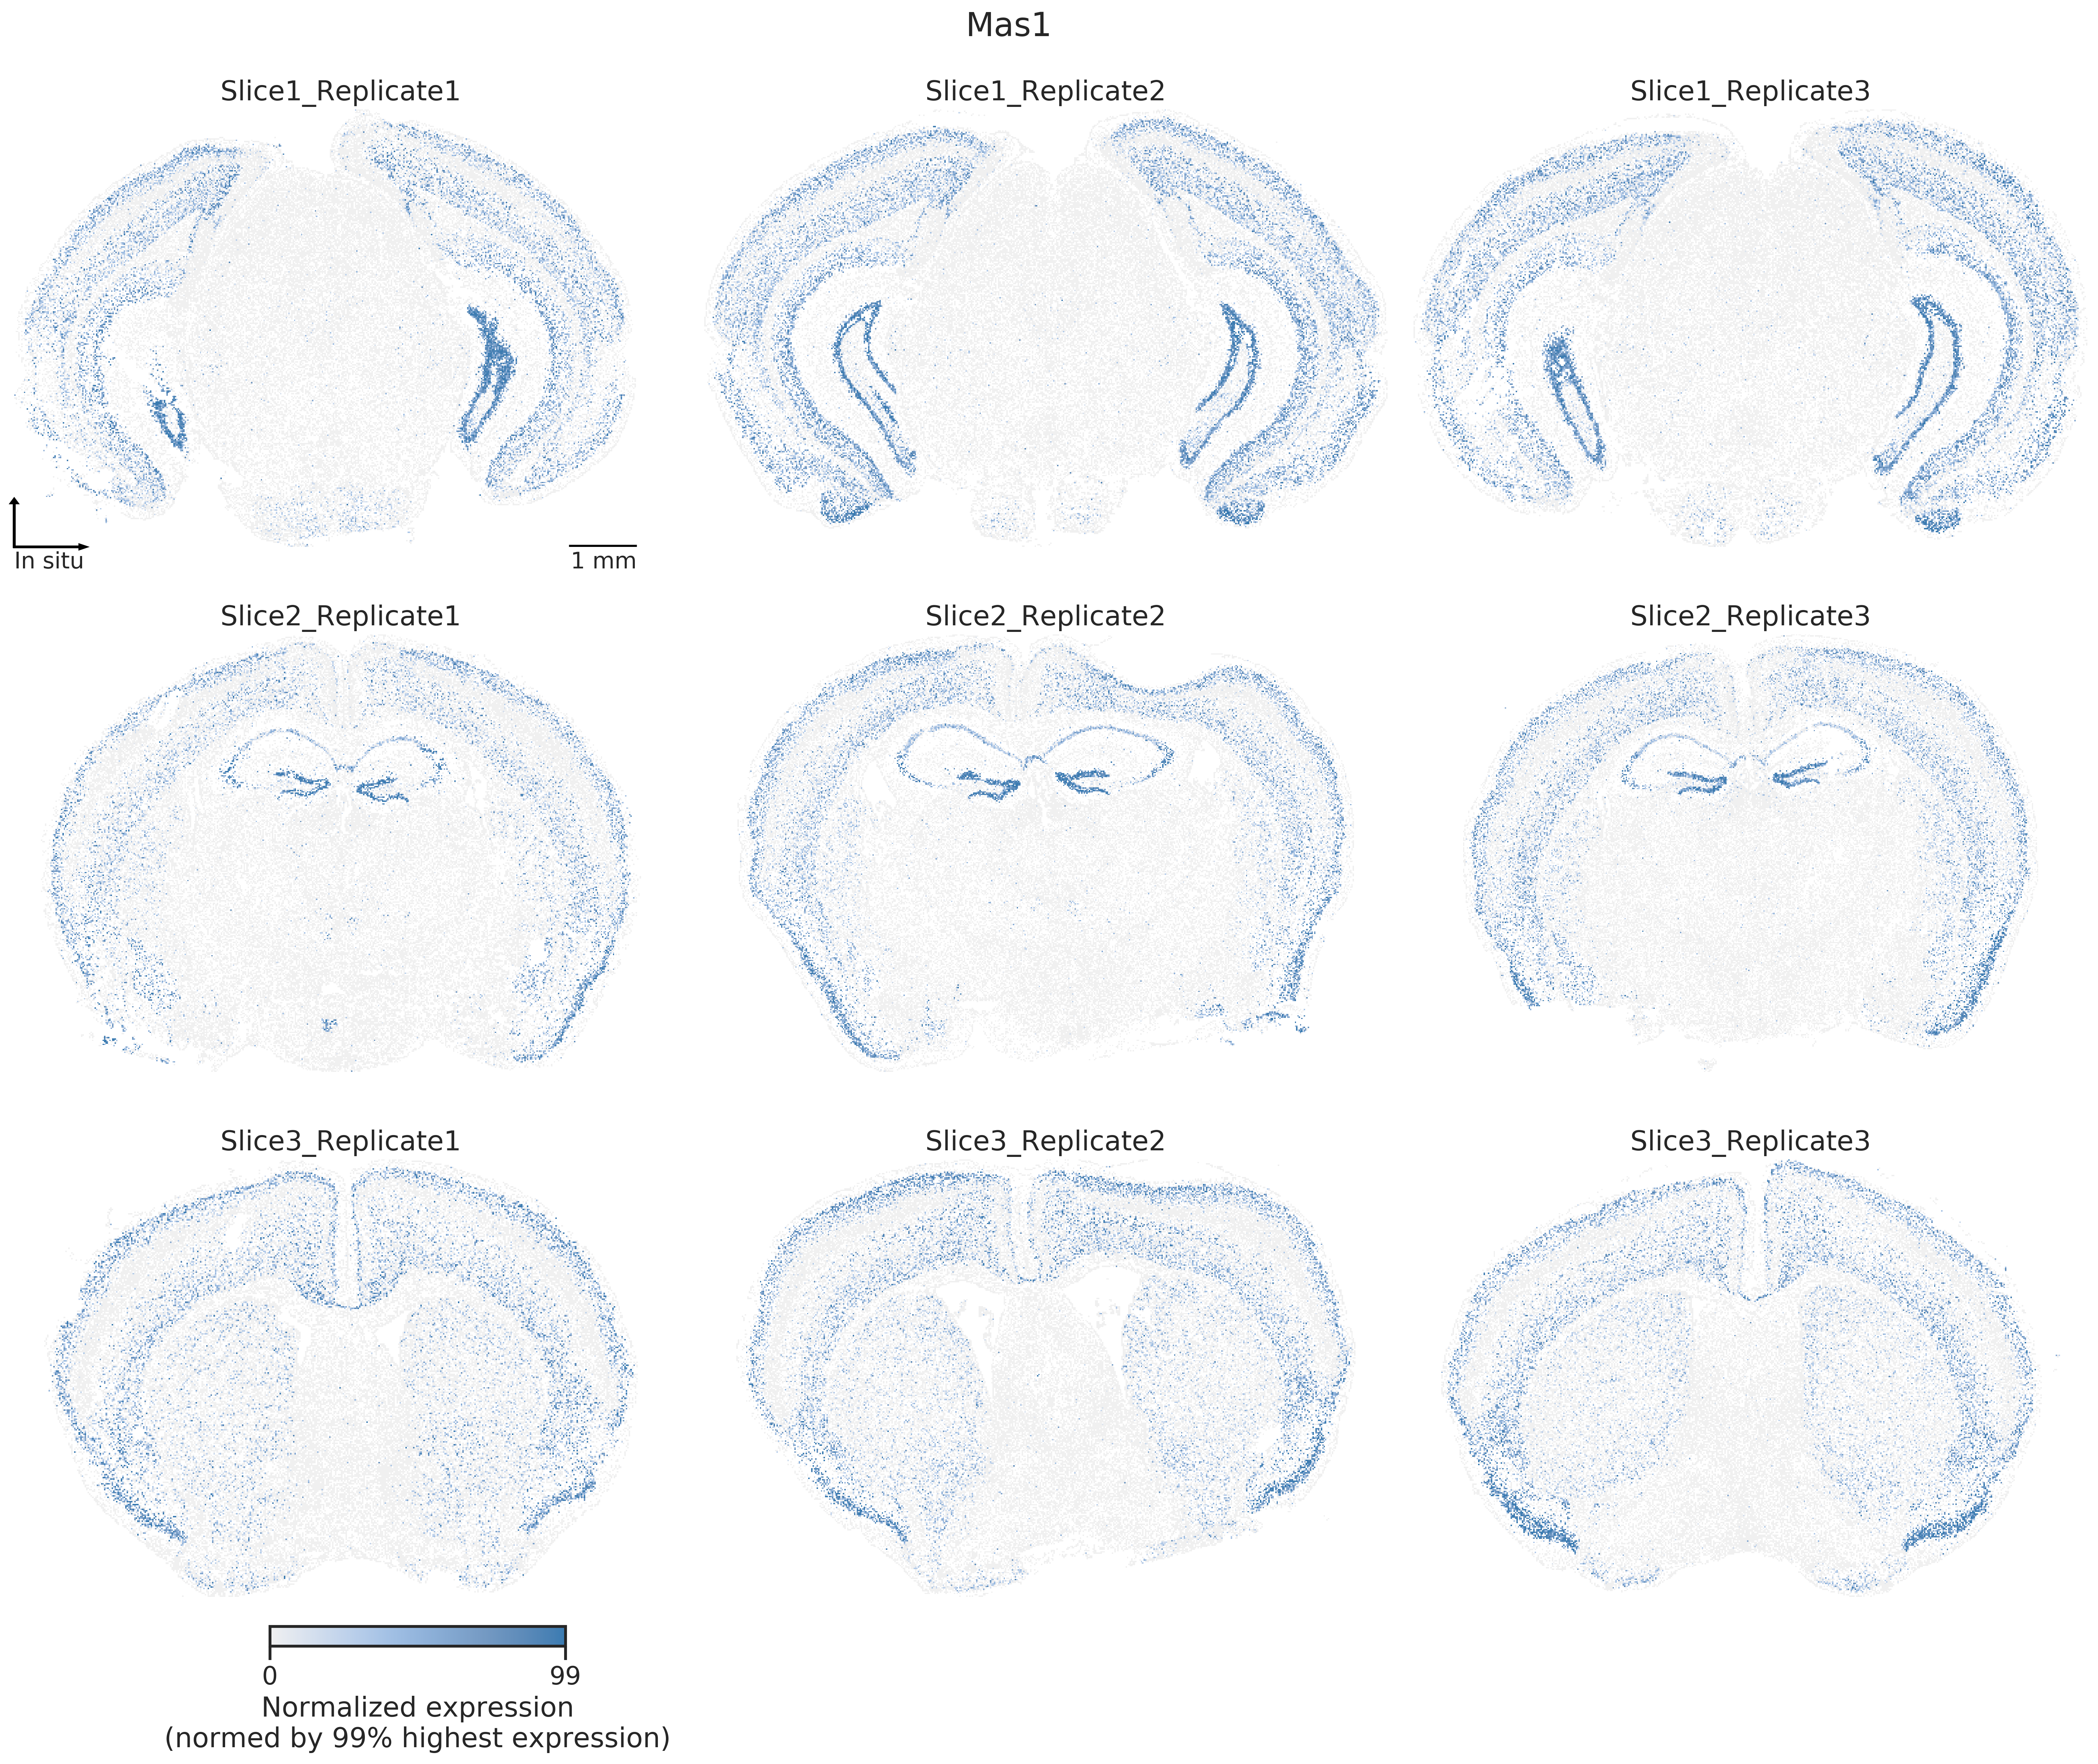 Mas1
Slice1_Replicate1
Slice1_Replicate2
Slice1_Replicate3
In situ
1 mm
Slice2_Replicate1
Slice2_Replicate2
Slice2_Replicate3
Slice3_Replicate1
Slice3_Replicate2
Slice3_Replicate3
0
99
Normalized expression
(normed by 99% highest expression)